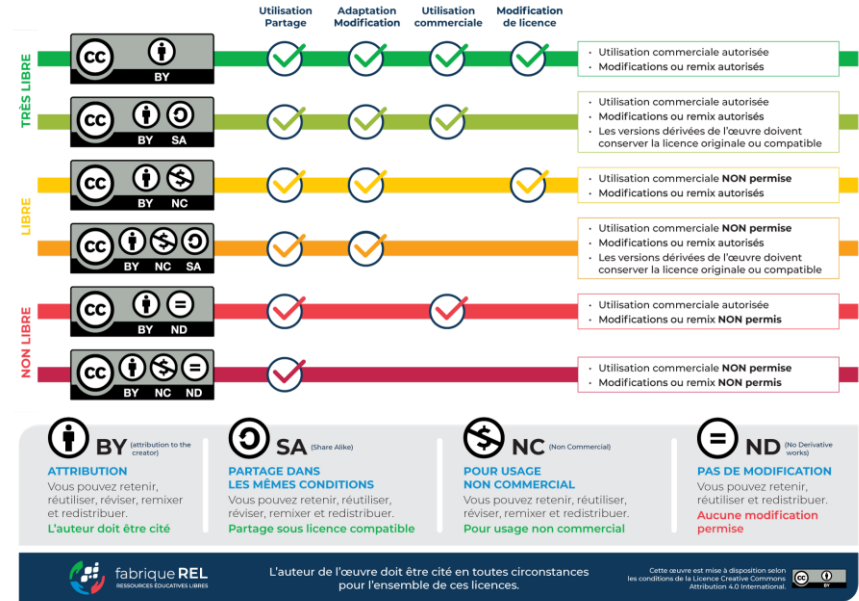 Utilisation Partage
Adaptation Modification
Utilisation commerciale
Modification de licence
TRÈS LIBRE
cc
BY
• Utilisation commerciale autorisée
• Modifications ou remix autorisés
cc
BY SA
• Utilisation commerciale autorisée
• Modifications ou remix autorisés
• Les versions dérivées de l'œuvre doivent
conserver la licence originale ou compatible
LIBRE
cc
BY NC
• Utilisation commerciale NON permise
• Modifications ou remix autorisés
cc
BY NC SA
• Utilisation commerciale NON permise
• Modifications ou remix autorisés
• Les versions dérivées de l'œuvre doivent
conserver la licence originale ou compatible
NON LIBRE
cc
BY ND
• Utilisation commerciale autorisée
• Modifications ou remix NON permis
cc
BY NC ND
• Utilisation commerciale NON permise
• Modifications ou remix NON permis
BY (attribution to the creator)
ATTRIBUTION
Vous pouvez retenir,
réutiliser, réviser, remixer
et redistribuer.
L'auteur doit être cité
SA (Share Alike)
PARTAGE DANS
LES MÊMES CONDITIONS
Vous pouvez retenir, réutiliser,
réviser, remixer et redistribuer.
Partage sous licence compatible
NC (Non Commercial)
POUR USAGE
NON COMMERCIAL
Vous pouvez retenir, réutiliser,
réviser, remixer et redistribuer.
Pour usage non commercial
ND (No Derivative works)
PAS DE MODIFICATION
Vous pouvez retenir,
réutiliser et redistribuer.
Aucune modification
permise
fabrique REL
RESSOURCES ÉDUCATIVES LIBRES
L'auteur de l'œuvre doit être cité en toutes circonstances
pour l'ensemble de ces licences.
Cette œuvre est mise à disposition selon
les conditions de la Licence Creative Commons
Attribution 4.0 International.
cc
BY